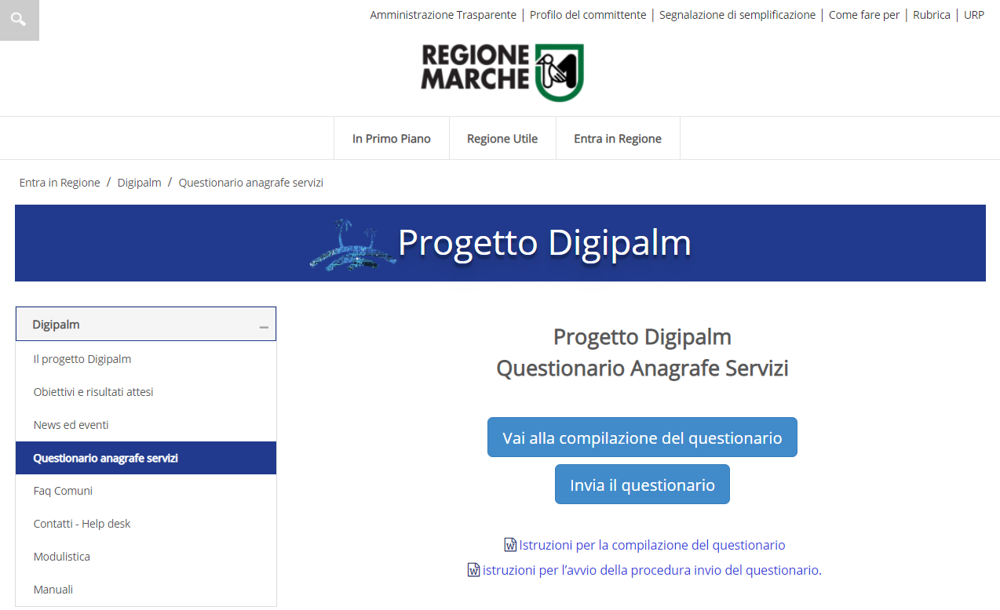 Amministrazione Trasparente | Profilo del committente | Segnalazione di semplificazione | Come fare per | Rubrica | URP
REGIONE
MARCHE
In Primo Piano
Regione Utile
Entra in Regione
Entra in Regione / Digipalm / Questionario anagrafe servizi
Progetto Digipalm
Digipalm
Il progetto Digipalm
Obiettivi e risultati attesi
News ed eventi
Questionario anagrafe servizi
Faq Comuni
Contatti - Help desk
Modulistica
Manuali
Progetto Digipalm
Questionario Anagrafe Servizi
Vai alla compilazione del questionario
Invia il questionario
Istruzioni per la compilazione del questionario
istruzioni per l’avvio della procedura invio del questionario.